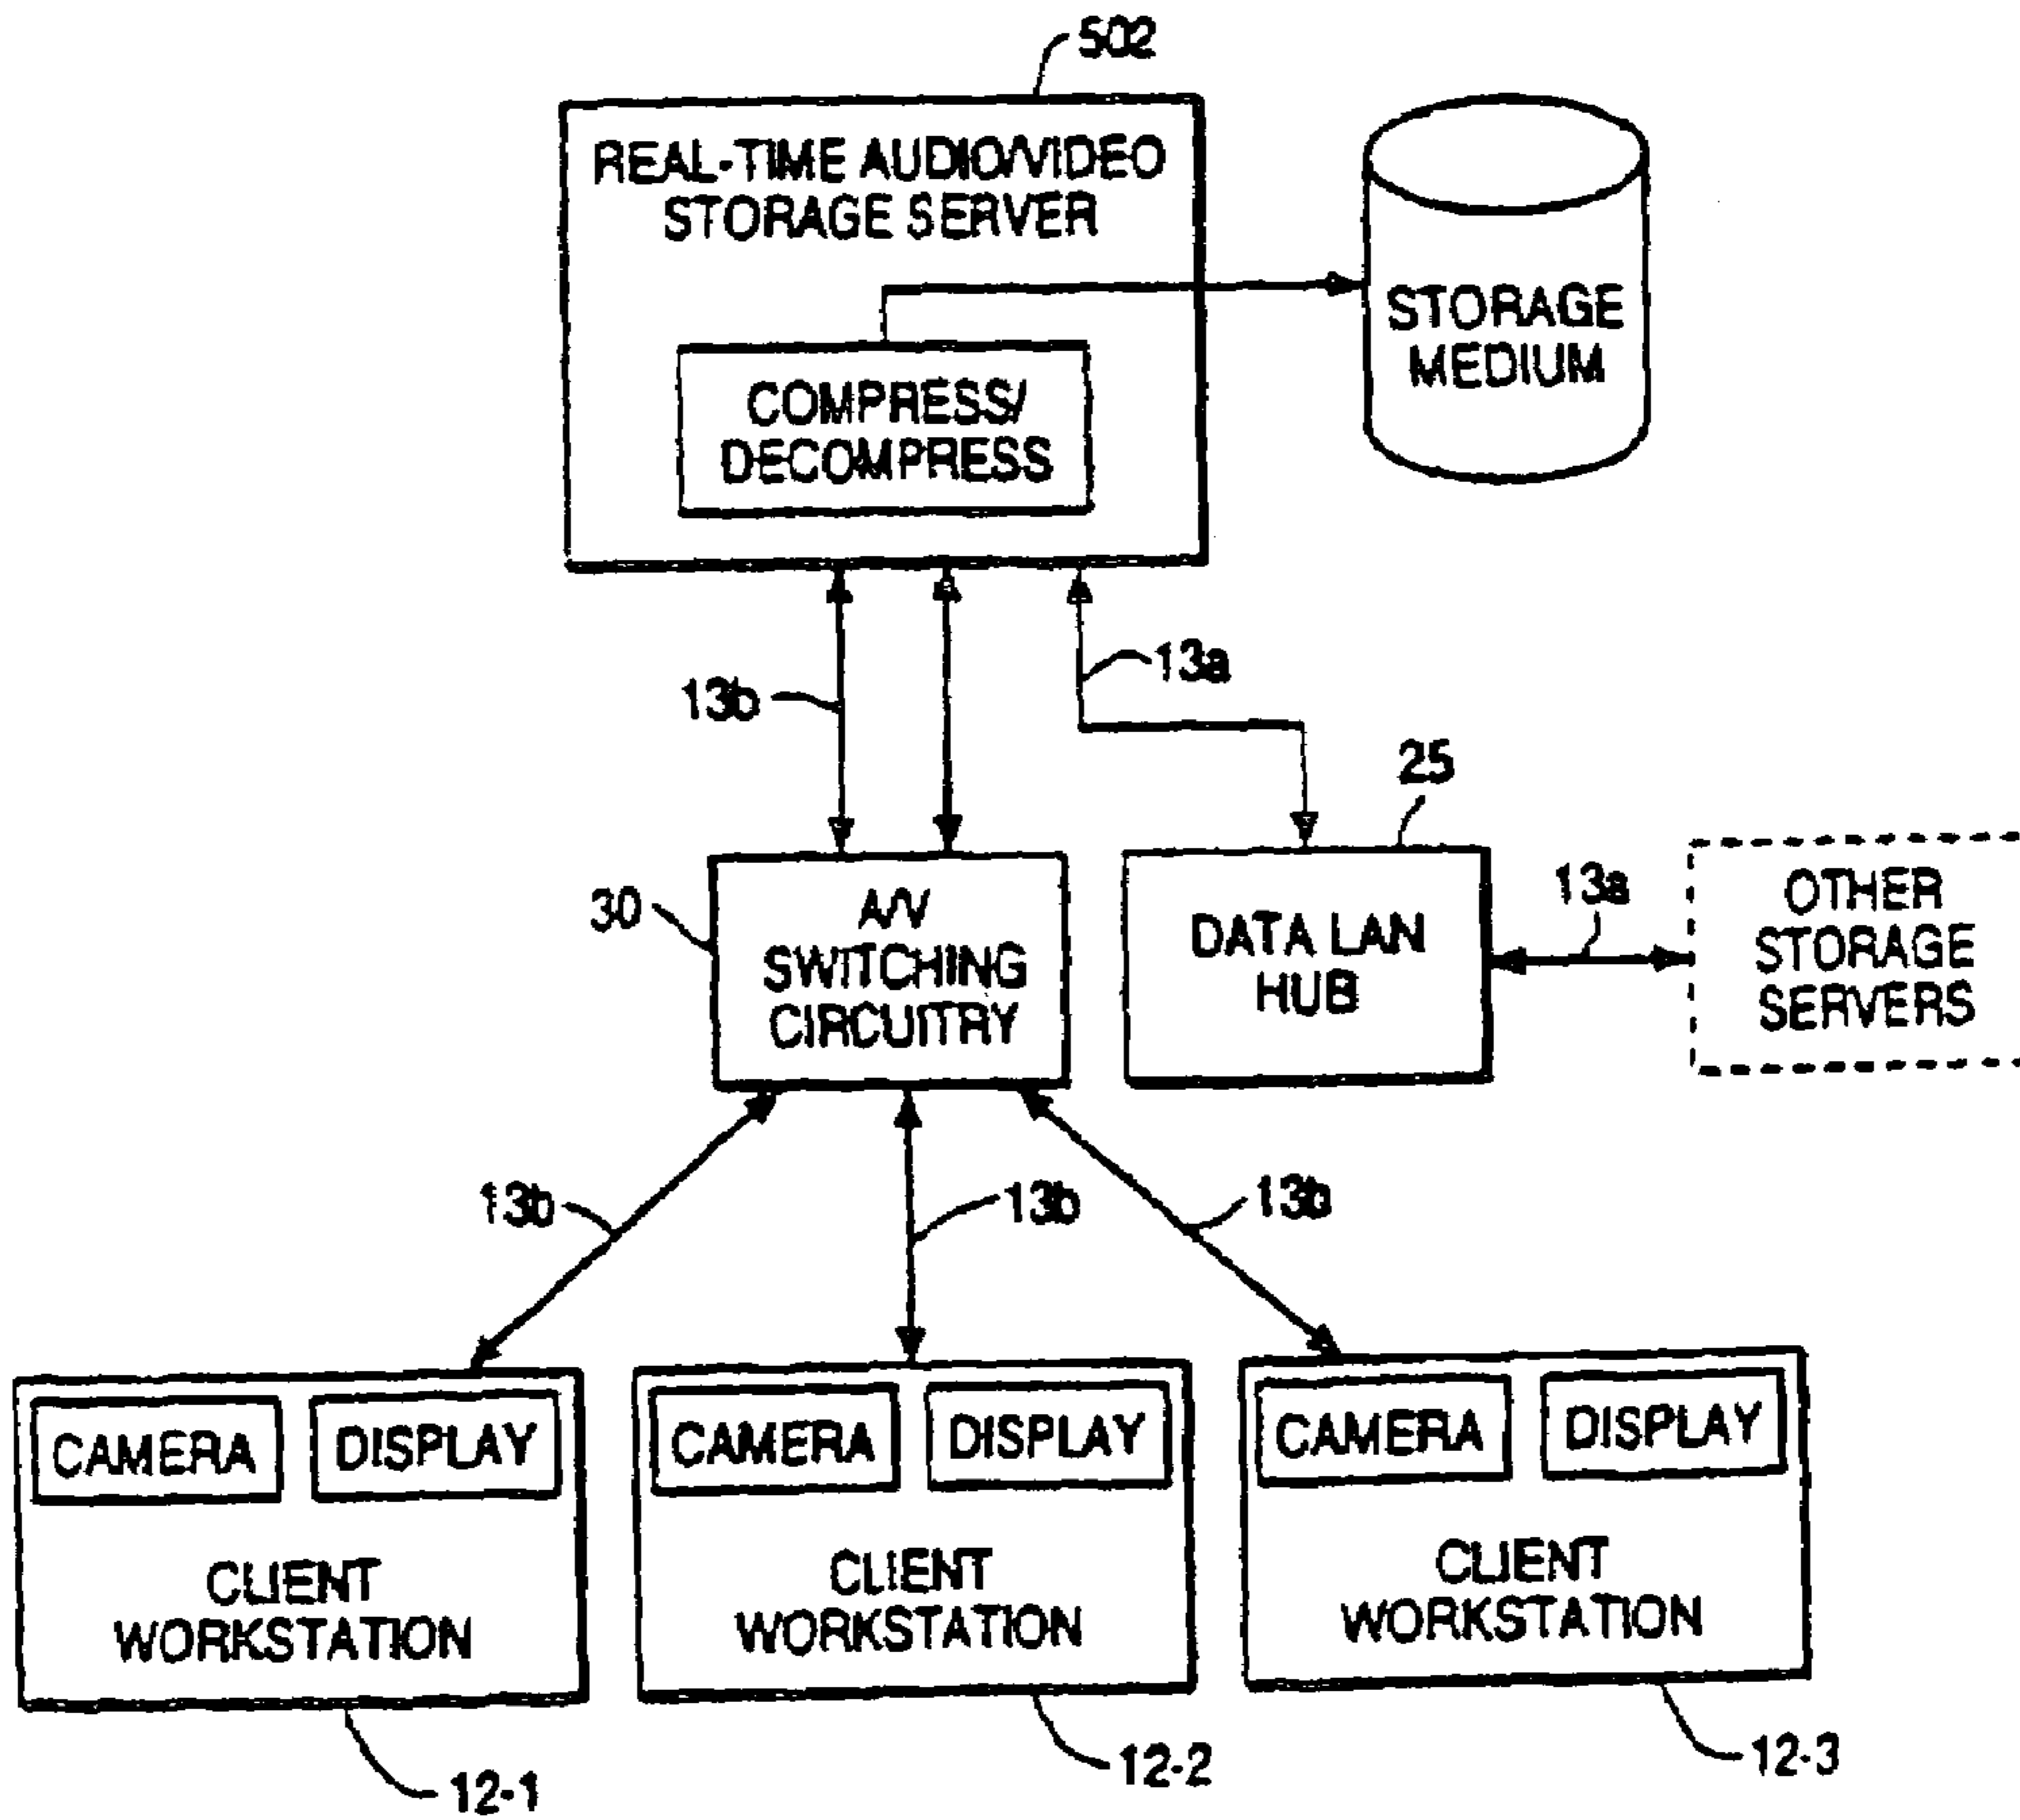 502
REAL-TIME AUDIO/VIDEO
STORAGE SERVER
COMPRESS/
DECOMPRESS
STORAGE
MEDIUM
13b
13a
25
30
A/V
SWITCHING
CIRCUITRY
DATA LAN
HUB
13a
OTHER
STORAGE
SERVERS
13b
13b
13b
CAMERA
DISPLAY
CLIENT
WORKSTATION
12-1
CAMERA
DISPLAY
CLIENT
WORKSTATION
12-2
CAMERA
DISPLAY
CLIENT
WORKSTATION
12-3